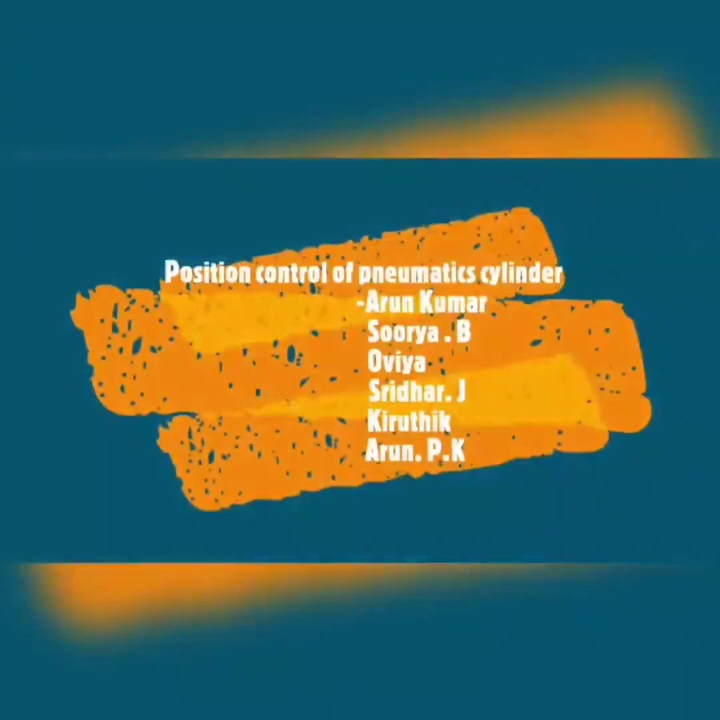 Position control of pneumatics cylinder
-Arun Kumar
Soorya . B
Oviya
Sridhar. J
Kiruthik
Arun. P.K